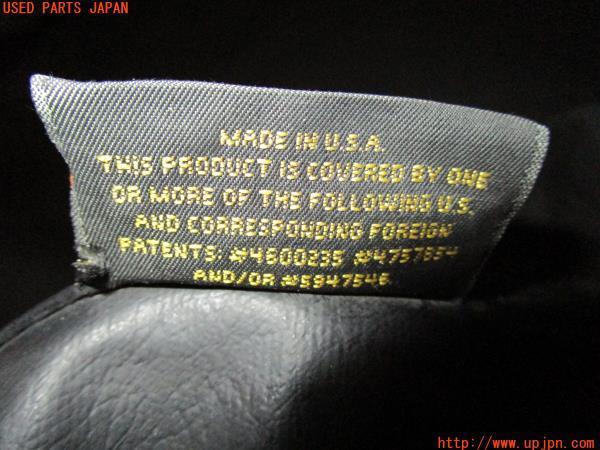 USED PARTS JAPAN
MADE IN U.S.A.
THIS PRODUCT IS COVERED BY ONE
OR MORE OF THE FOLLOWING U.S.
AND CORRESPONDING FOREIGN
PATENTS: #4600235 #4757854
AND/OR #5947546.
http://www.upjpn.com/